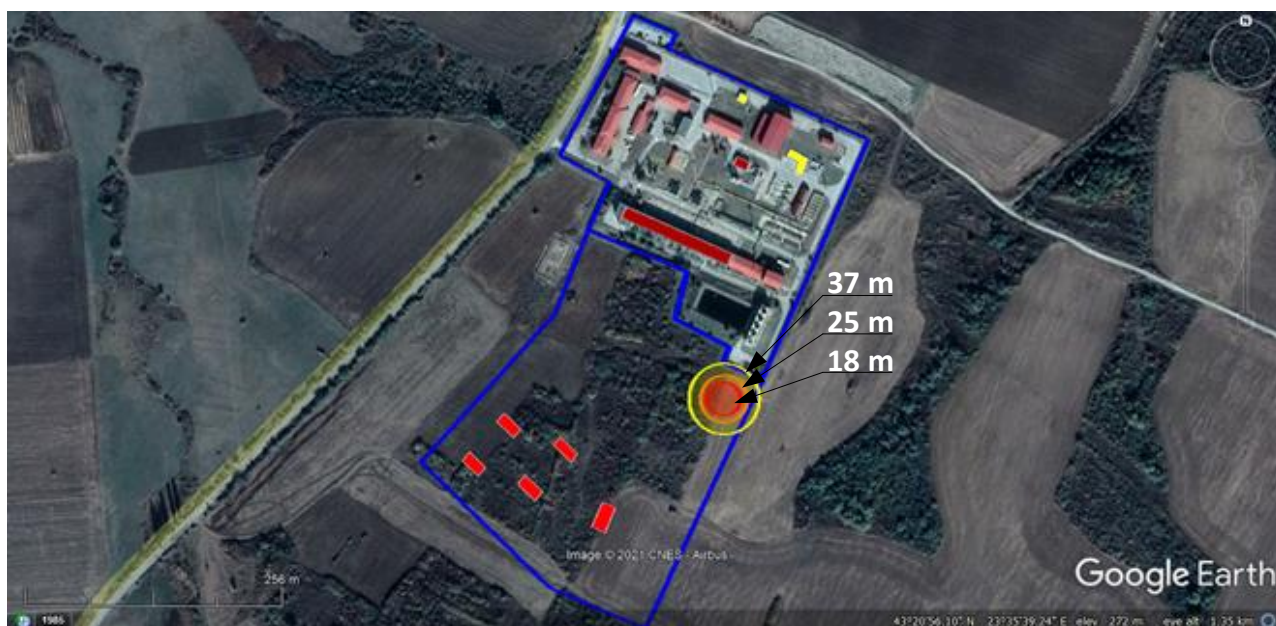 N
37 m
25 m
18 m
Image © 2021 CNES - Airbus
Google Earth
256 m
1985
43°20'56.10" N 23°35'39.24" E elev 272 m eye alt 1.35 km